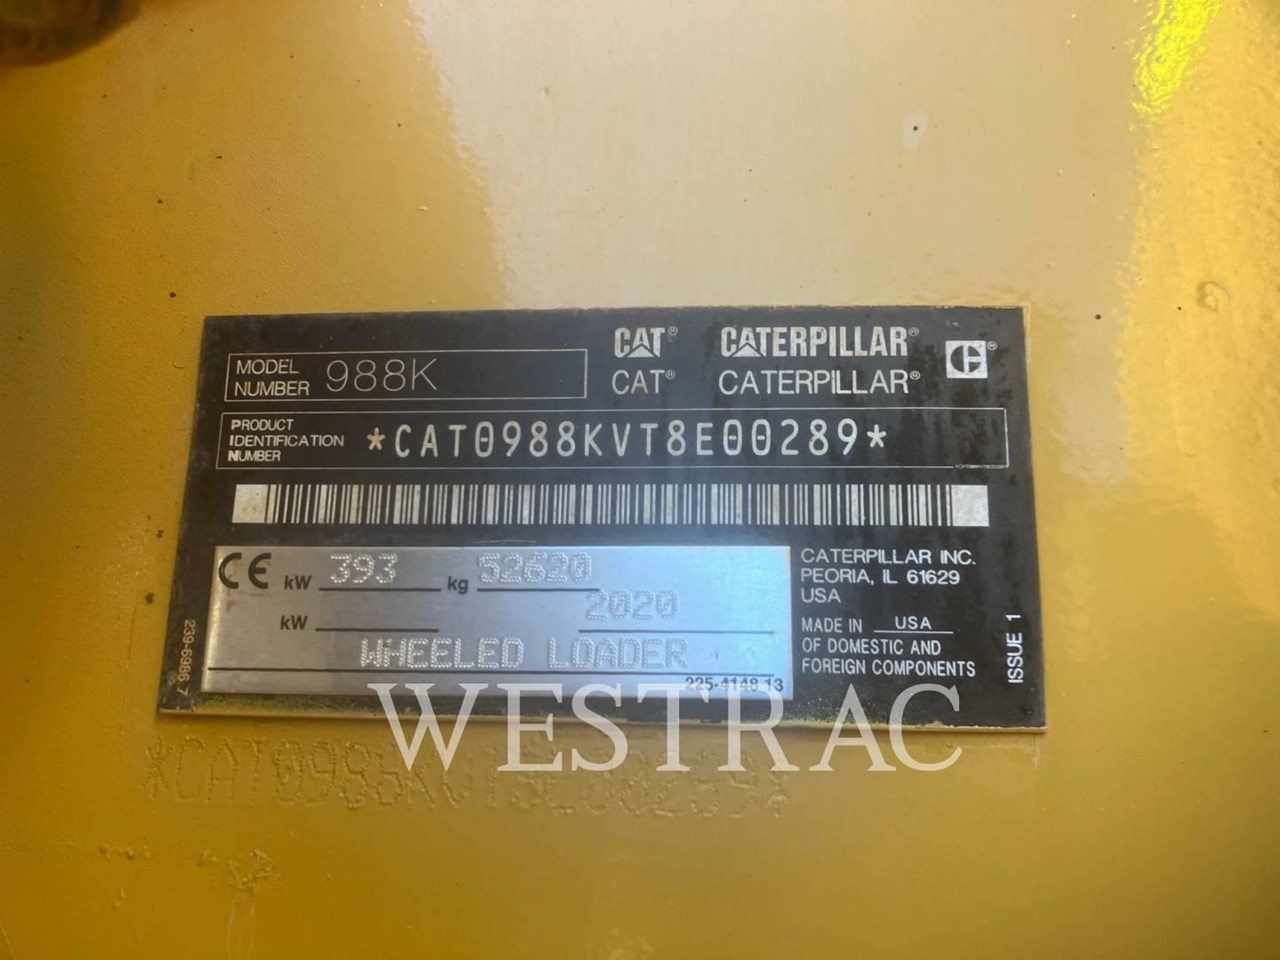 CAT® CATERPILLAR®
CAT® CATERPILLAR®
MODEL NUMBER 988K
PRODUCT IDENTIFICATION NUMBER *CAT0988KVT8E00289*
CE kW 393 kg 52620
kW 2020
WHEELED LOADER
225-4148 13
239-6986 7
CATERPILLAR INC.
PEORIA, IL 61629
USA
MADE IN USA
OF DOMESTIC AND
FOREIGN COMPONENTS
ISSUE 1
WESTRAC
*CAT0988KVT8E00289*